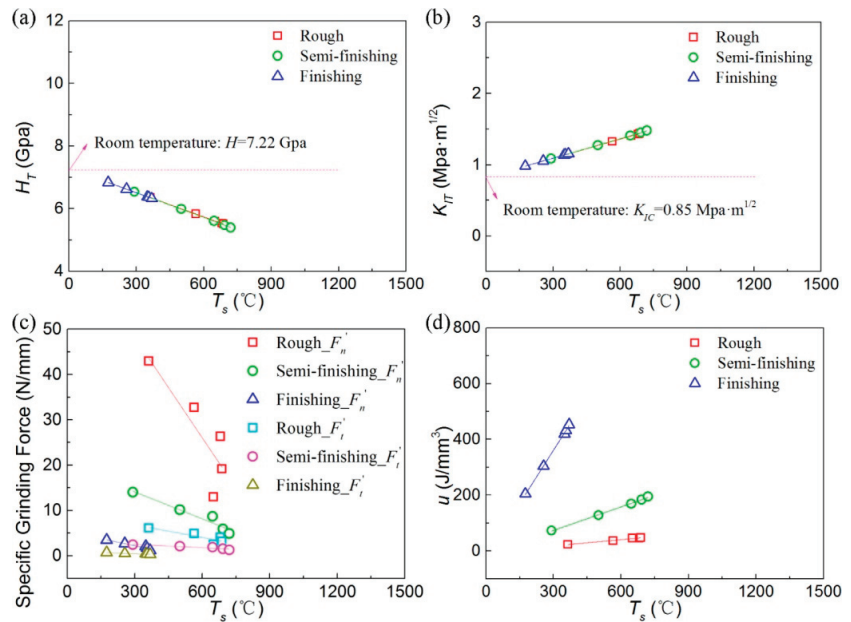 (a)
12
10
8
6
4
H_T (Gpa)
Rough
Semi-finishing
Finishing
Room temperature: H=7.22 Gpa
0 300 600 900 1200 1500
T_s (℃)
(b)
3
2
1
0
K_IT (Mpa·m^1/2)
Rough
Semi-finishing
Finishing
Room temperature: K_IC=0.85 Mpa·m^1/2
0 300 600 900 1200 1500
T_s (℃)
(c)
50
40
30
20
10
0
Specific Grinding Force (N/mm)
Rough_F_n'
Semi-finishing_F_n'
Finishing_F_n'
Rough_F_t'
Semi-finishing_F_t'
Finishing_F_t'
0 300 600 900 1200 1500
T_s (℃)
(d)
800
600
400
200
0
u (J/mm^3)
Rough
Semi-finishing
Finishing
0 300 600 900 1200 1500
T_s (℃)